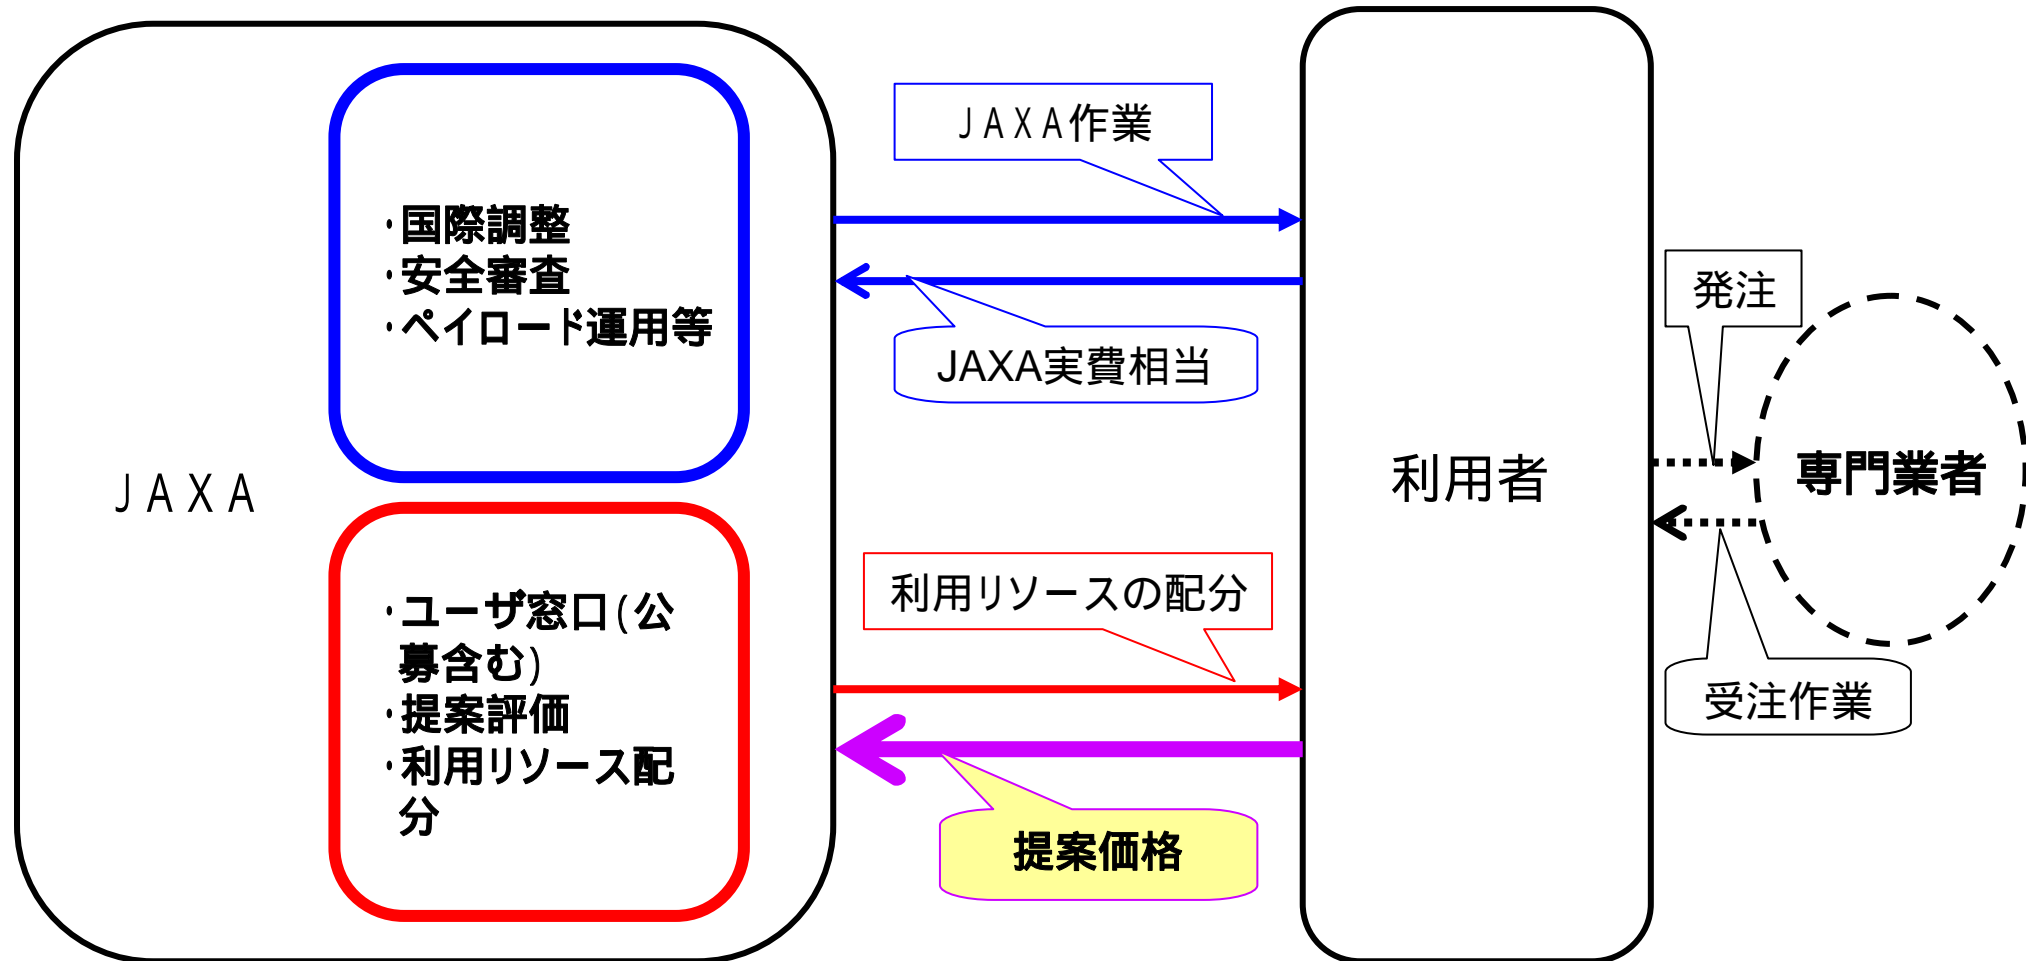 ＪＡＸＡ
・国際調整
・安全審査
・ペイロード運用等
・ユーザ窓口(公
募含む)
・提案評価
・利用リソース配
分
ＪＡＸＡ作業
JAXA実費相当
利用リソースの配分
提案価格
利用者
発注
専門業者
受注作業